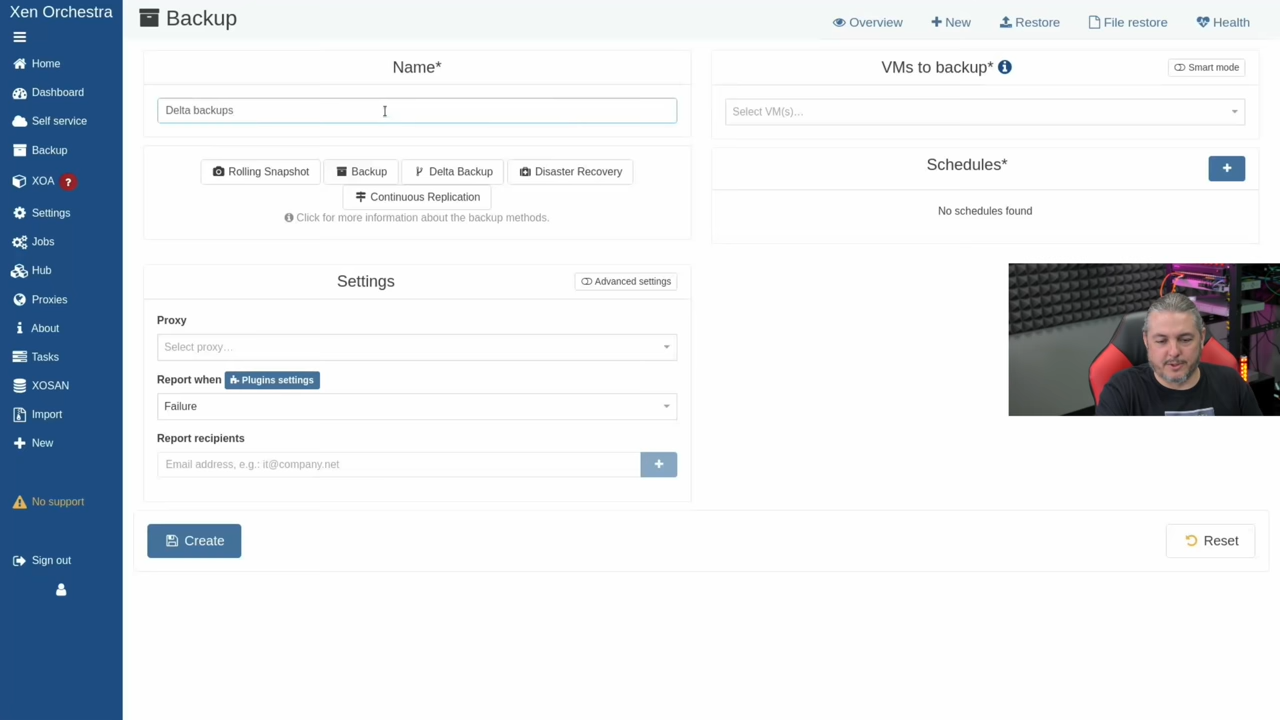 Xen Orchestra
Home
Dashboard
Self service
Backup
XOA ?
Settings
Jobs
Hub
Proxies
About
Tasks
XOSAN
Import
New
No support
Sign out
Backup
Overview
New
Restore
File restore
Health
Name*
Delta backups
Rolling Snapshot
Backup
Delta Backup
Disaster Recovery
Continuous Replication
Click for more information about the backup methods.
Settings
Advanced settings
Proxy
Select proxy…
Report when Plugins settings
Failure
Report recipients
Email address, e.g.: it@company.net
VMs to backup*
Smart mode
Select VM(s)…
Schedules*
No schedules found
Create
Reset